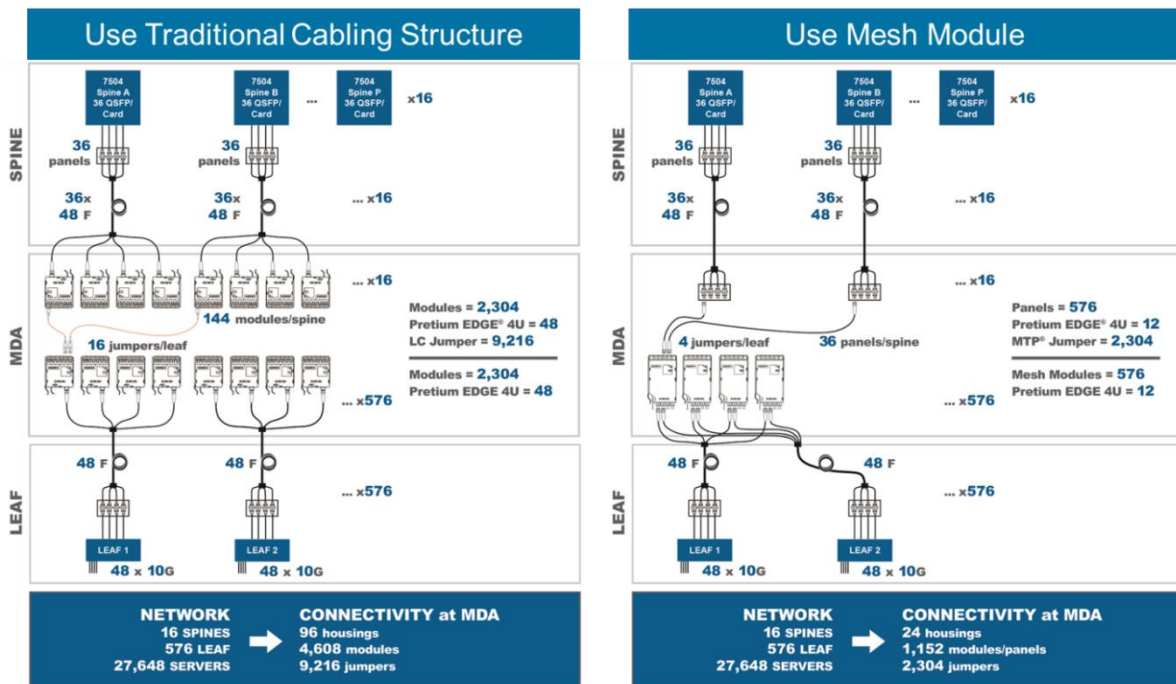 Use Traditional Cabling Structure
SPINE
7504
Spine A
36 QSFP/
Card
7504
Spine B
36 QSFP/
Card
...
7504
Spine P
36 QSFP/
Card
x16
36
panels
36
panels
36x
48 F
36x
48 F
... x16
MDA
... x16
144 modules/spine
16 jumpers/leaf
Modules = 2,304
Pretium EDGE® 4U = 48
LC Jumper = 9,216
Modules = 2,304
Pretium EDGE 4U = 48
... x576
LEAF
48 F
48 F
... x576
LEAF 1
LEAF 2
48 x 10G
48 x 10G
NETWORK
16 SPINES
576 LEAF
27,648 SERVERS
CONNECTIVITY at MDA
96 housings
4,608 modules
9,216 jumpers
Use Mesh Module
SPINE
7504
Spine A
36 QSFP/
Card
7504
Spine B
36 QSFP/
Card
...
7504
Spine P
36 QSFP/
Card
x16
36
panels
36
panels
36x
48 F
36x
48 F
... x16
MDA
... x16
4 jumpers/leaf
36 panels/spine
Panels = 576
Pretium EDGE® 4U = 12
MTP® Jumper = 2,304
Mesh Modules = 576
Pretium EDGE 4U = 12
... x576
LEAF
48 F
48 F
... x576
LEAF 1
LEAF 2
48 x 10G
48 x 10G
NETWORK
16 SPINES
576 LEAF
27,648 SERVERS
CONNECTIVITY at MDA
24 housings
1,152 modules/panels
2,304 jumpers